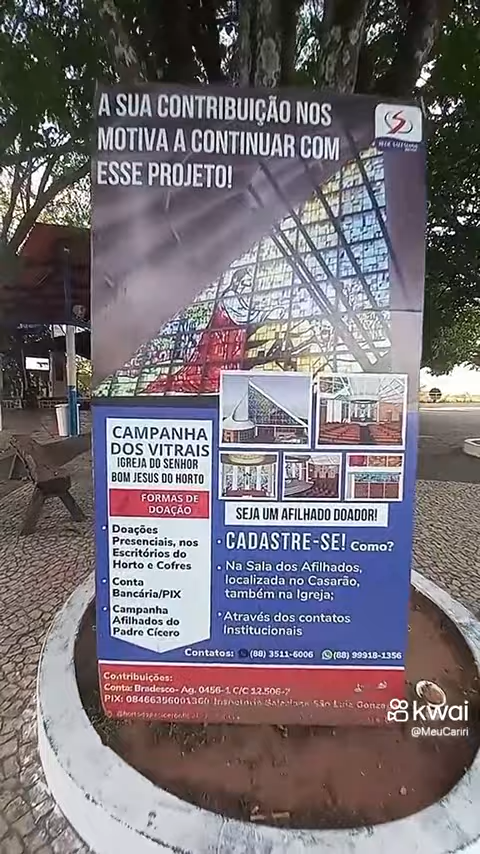 A SUA CONTRIBUIÇÃO NOS
MOTIVA A CONTINUAR COM
ESSE PROJETO!
CAMPANHA
DOS VITRAIS
IGREJA DO SENHOR
BOM JESUS DO HORTO
FORMAS DE
DOAÇÃO
Doações
Presenciais, nos
Escritórios do
Horto e Cofres
Conta
Bancária/PIX
Campanha
Afilhados do
Padre Cícero
SEJA UM AFILHADO DOADOR!
CADASTRE-SE! Como?
Na Sala dos Afilhados,
localizada no Casarão,
também na Igreja;
Através dos contatos
Institucionais
Contatos: (88) 3511-6006 (88) 99918-1356
Contribuições:
Conta: Bradesco- Ag. 0456-1 C/C 12.506-7
PIX: 08466356001360 São Luis Gonzaga
kwai
@MeuCariri